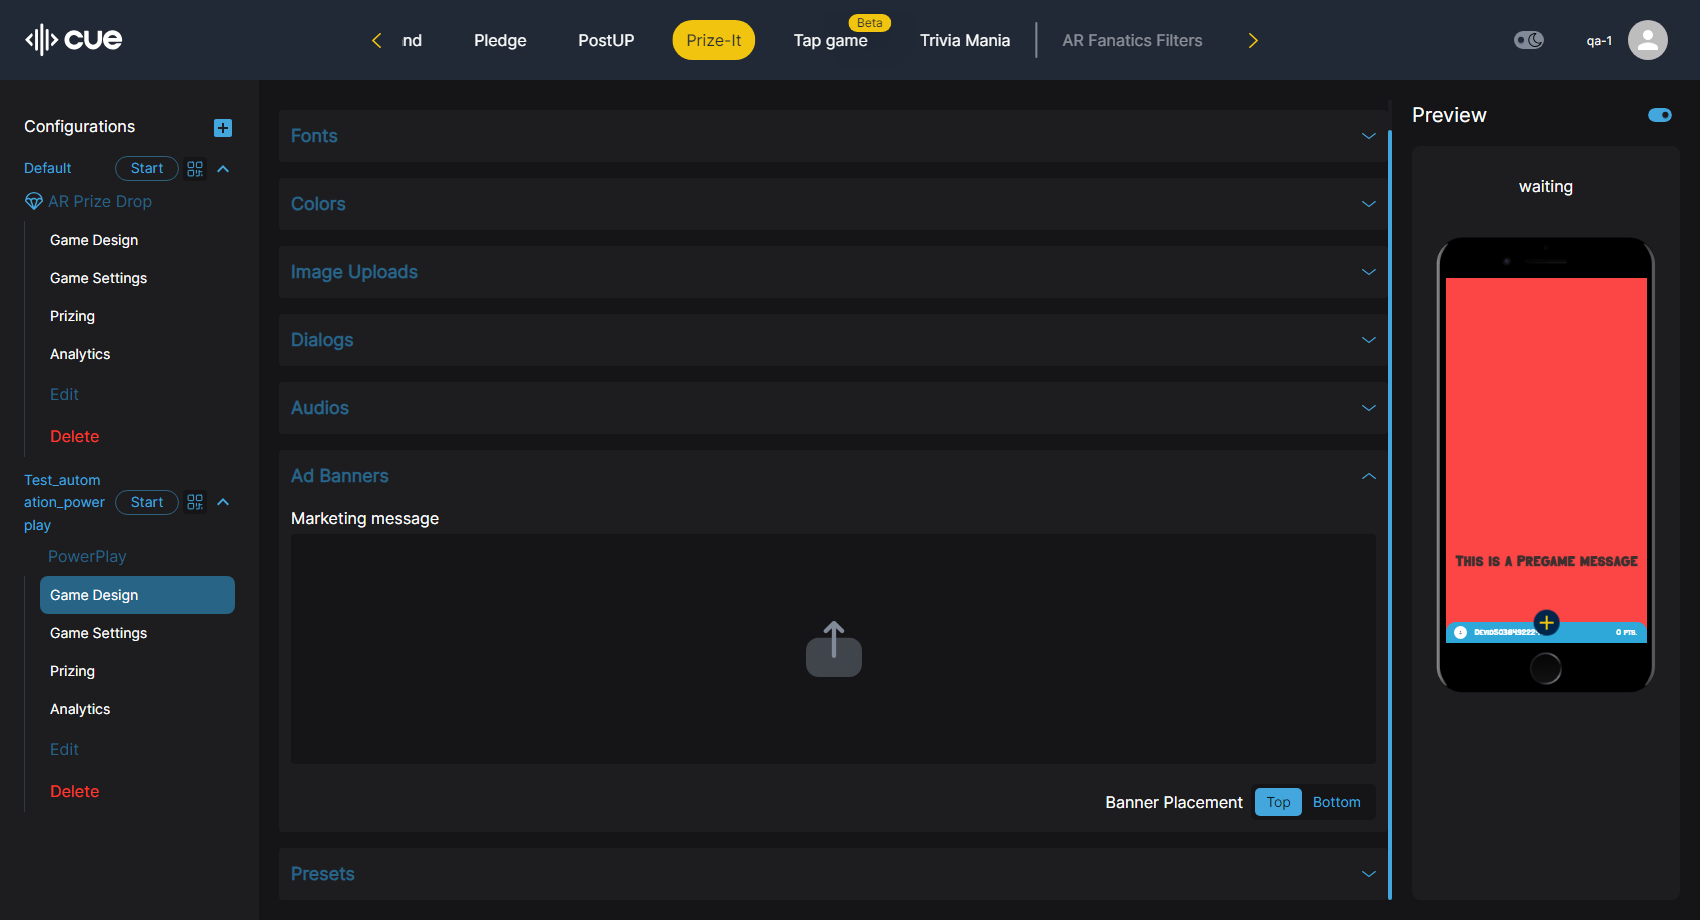 cue
nd
Pledge
PostUP
Prize-It
Beta
Tap game
Trivia Mania
AR Fanatics Filters
qa-1
Configurations
Default
Start
AR Prize Drop
Game Design
Game Settings
Prizing
Analytics
Edit
Delete
Test_autom
ation_power
play
Start
PowerPlay
Game Design
Game Settings
Prizing
Analytics
Edit
Delete
Fonts
Colors
Image Uploads
Dialogs
Audios
Ad Banners
Marketing message
Banner Placement
Top
Bottom
Presets
Preview
waiting
This is a Pregame message
0 pts.